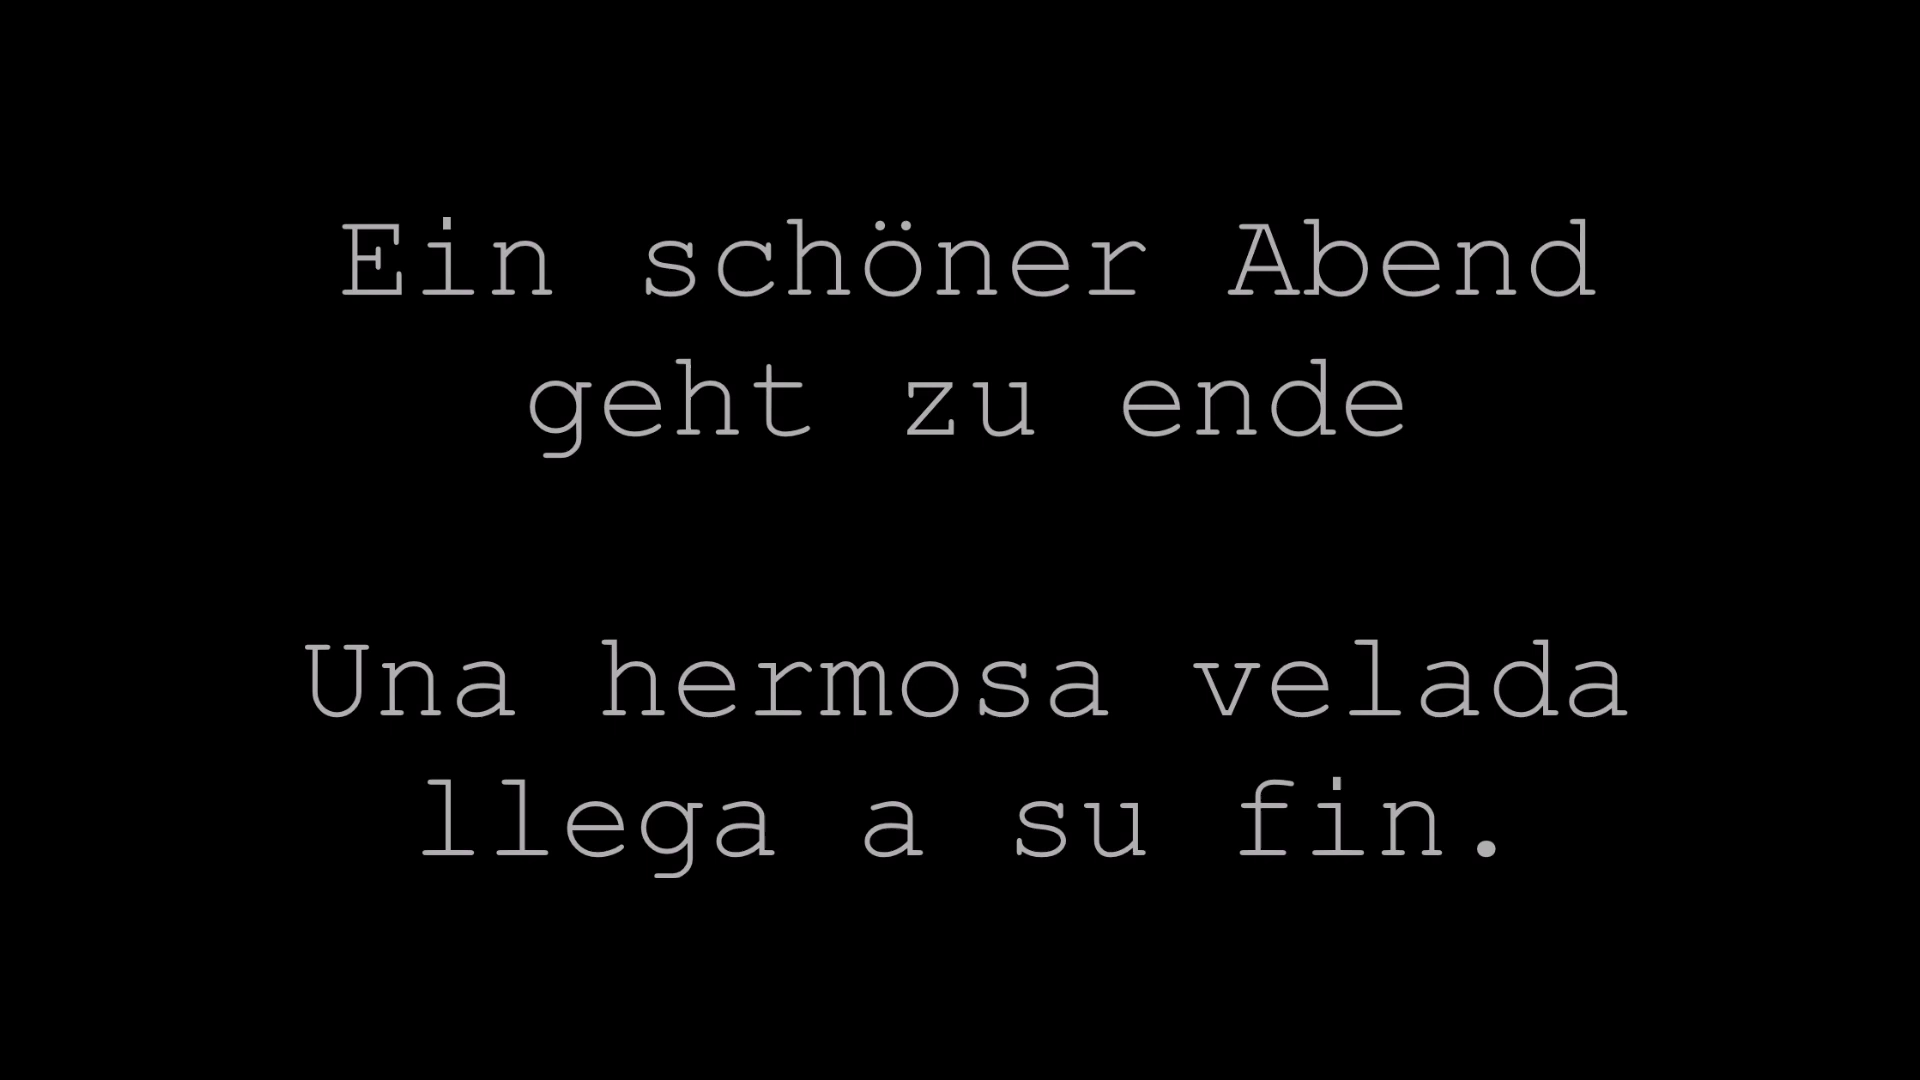 Ein schöner Abend
geht zu ende
Una hermosa velada
llega a su fin.